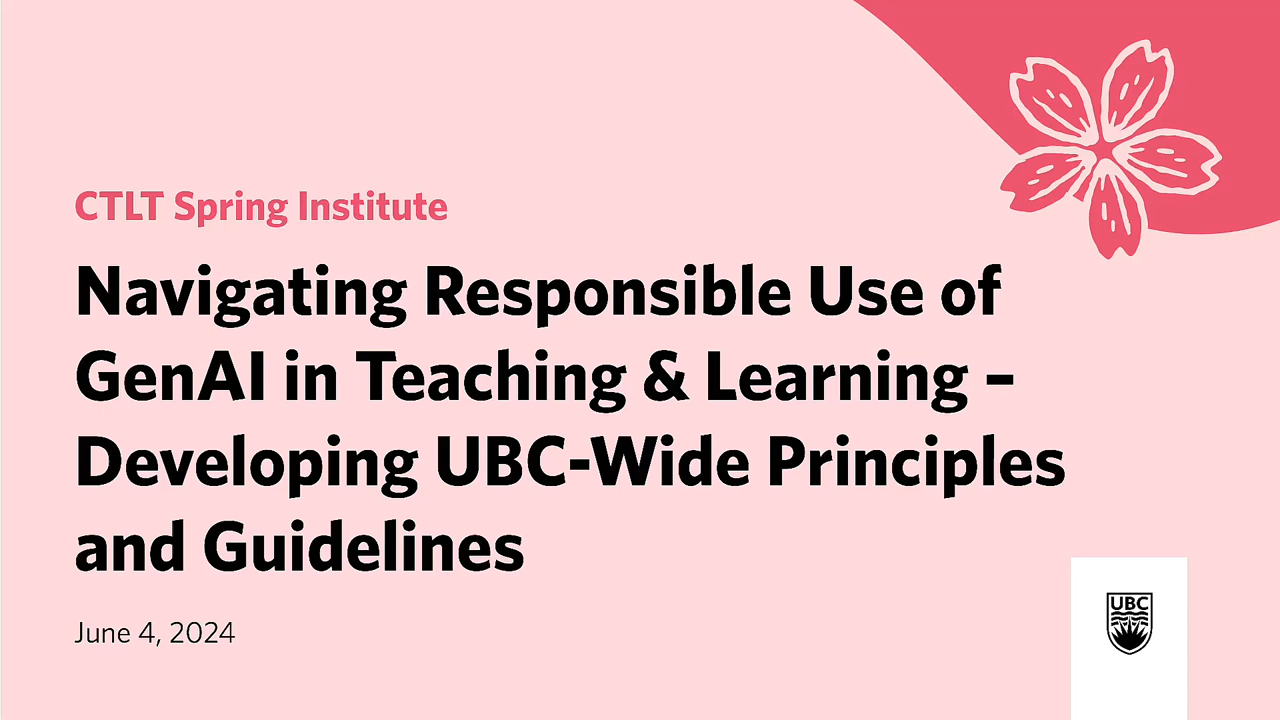 CTLT Spring Institute
Navigating Responsible Use of
GenAI in Teaching & Learning –
Developing UBC-Wide Principles
and Guidelines
June 4, 2024
UBC